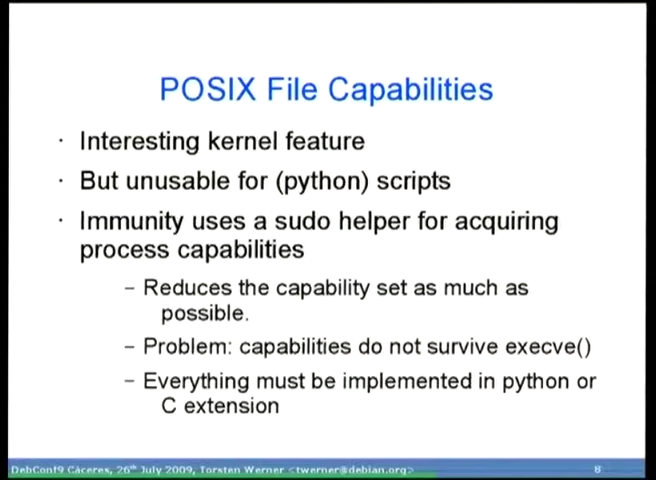 POSIX File Capabilities
· Interesting kernel feature
· But unusable for (python) scripts
· Immunity uses a sudo helper for acquiring
process capabilities
– Reduces the capability set as much as
possible.
– Problem: capabilities do not survive execve()
– Everything must be implemented in python or
C extension
DebConf9 Cáceres, 26th July 2009, Torsten Werner <twerner@debian.org> 8